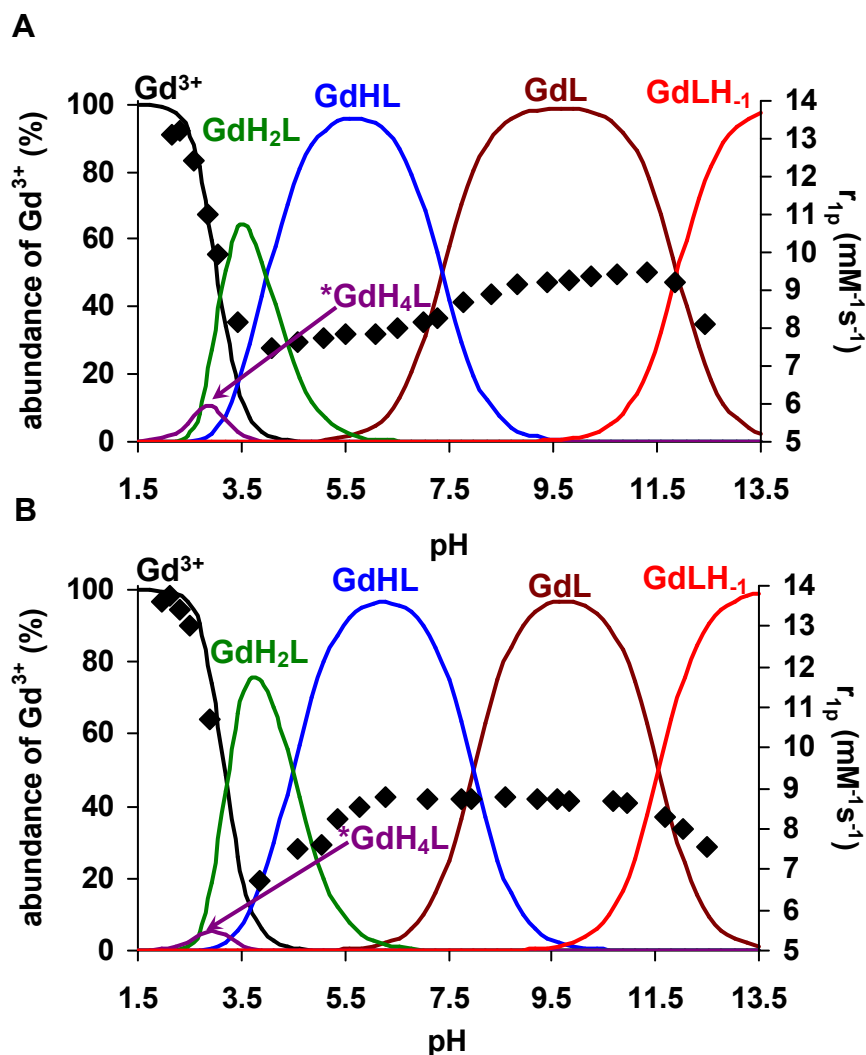 A
Gd³⁺
GdH₂L
GdHL
GdL
GdLH₋₁
*GdH₄L
abundance of Gd³⁺ (%)
100
80
60
40
20
0
14
13
12
11
10
9
8
7
6
5
r₁ₚ (mM⁻¹s⁻¹)
1.5 3.5 5.5 7.5 9.5 11.5 13.5
pH
B
Gd³⁺
GdH₂L
GdHL
GdL
GdLH₋₁
*GdH₄L
abundance of Gd³⁺ (%)
100
80
60
40
20
0
14
13
12
11
10
9
8
7
6
5
r₁ₚ (mM⁻¹s⁻¹)
1.5 3.5 5.5 7.5 9.5 11.5 13.5
pH